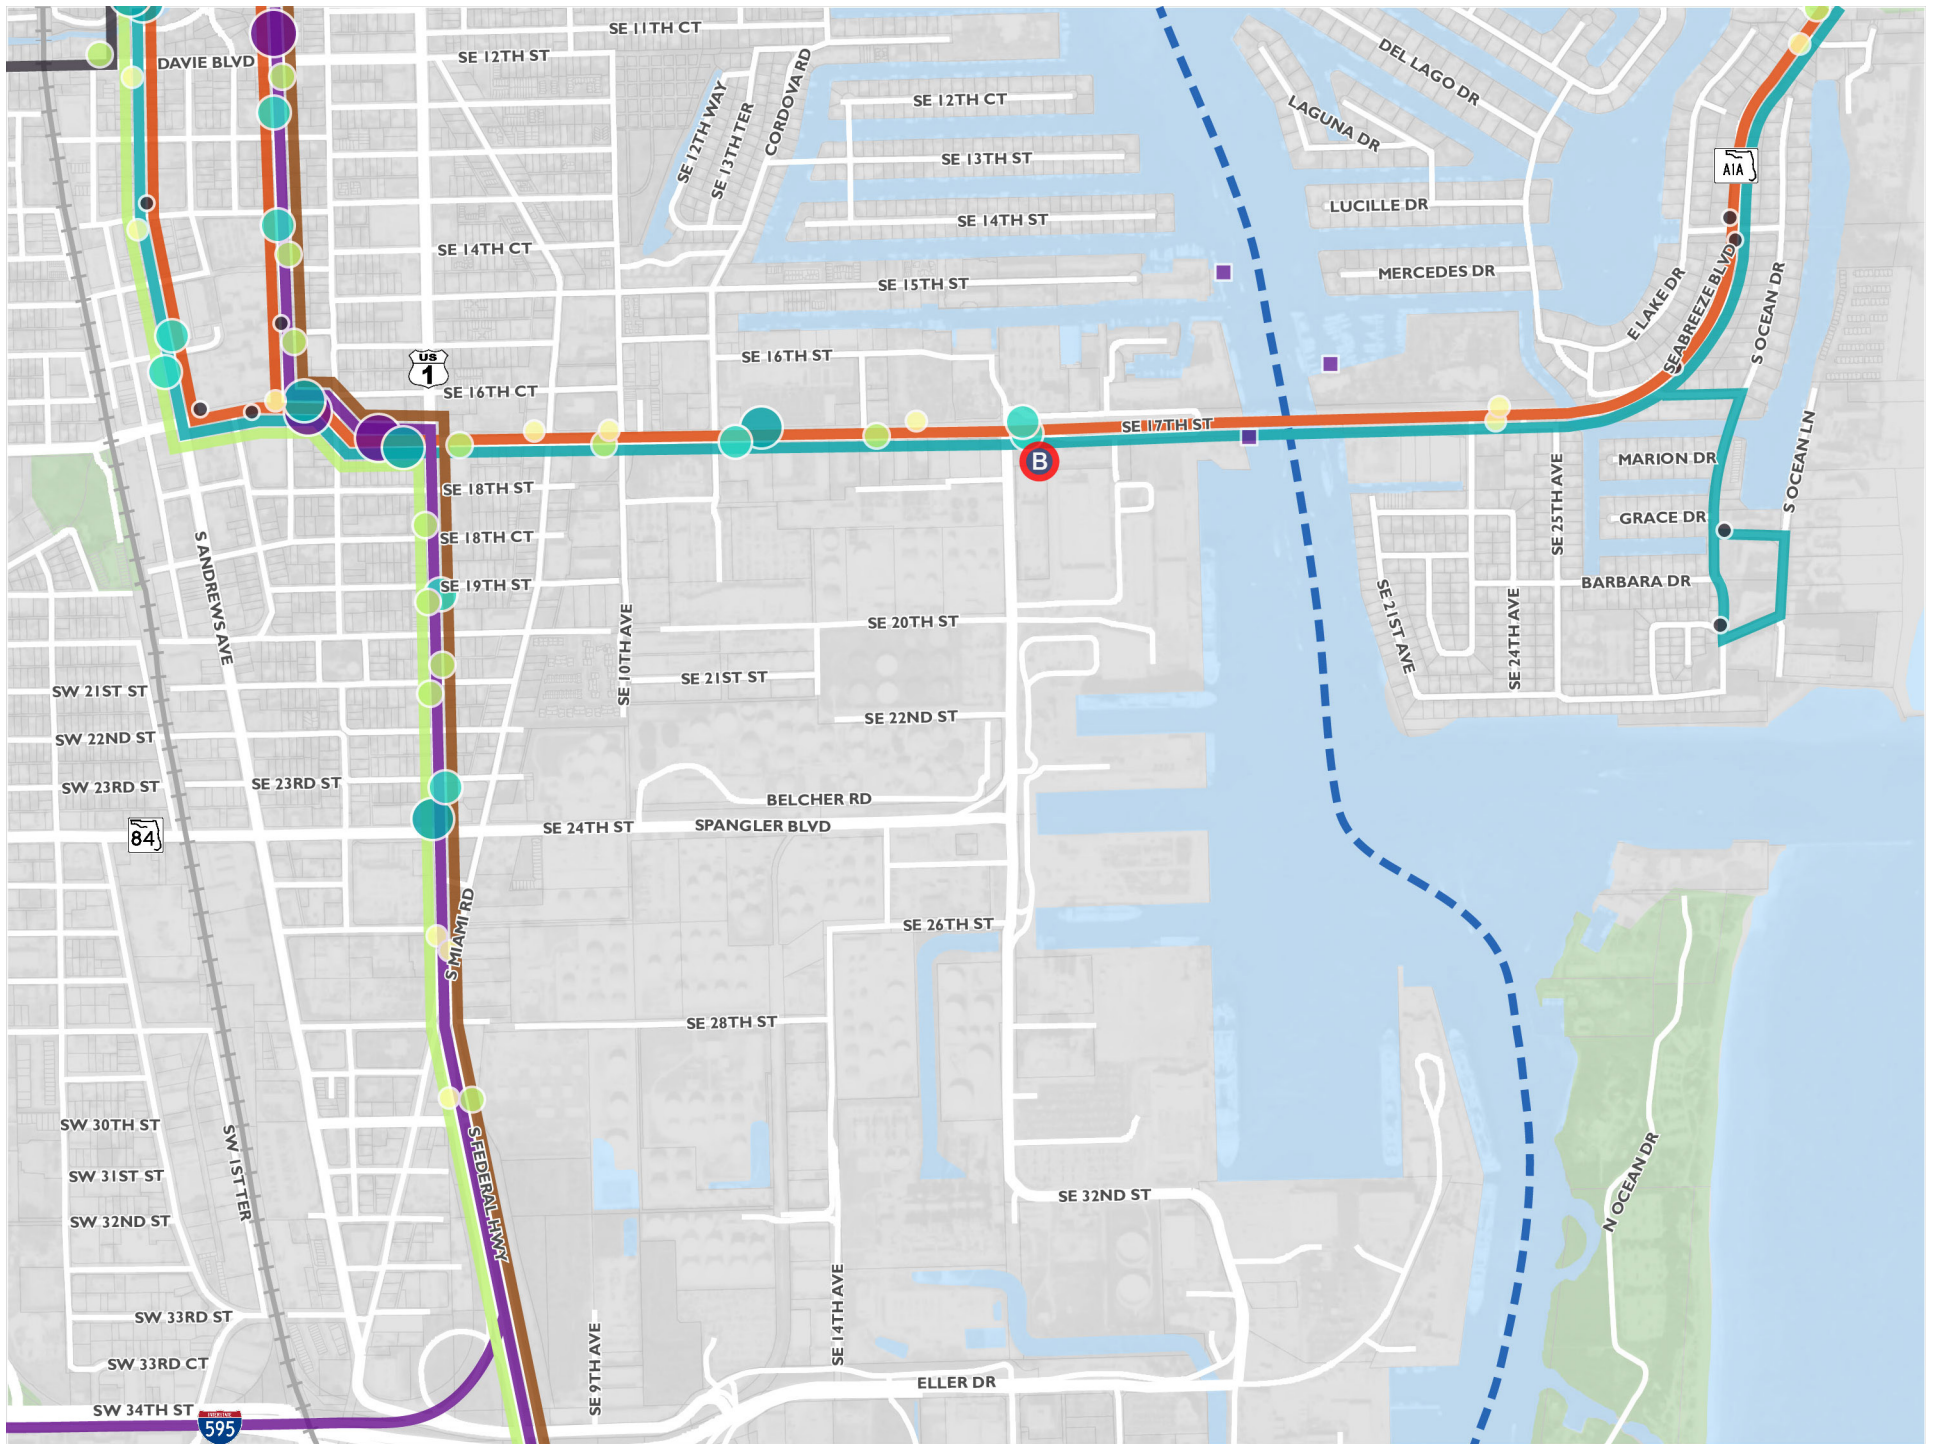 SE 11TH CT
DAVIE BLVD
SE 12TH ST
DEL LAGO DR
SE 12TH WAY
SE 13TH TER
CORDOVA RD
SE 12TH CT
LAGUNA DR
SE 13TH ST
A1A
LUCILLE DR
SE 14TH ST
SE 14TH CT
MERCEDES DR
SE 15TH ST
E LAKE DR
SEABREEZE BLVD
S OCEAN DR
US
1
SE 16TH ST
SE 16TH CT
SE 17TH ST
B
MARION DR
S OCEAN LN
SE 18TH ST
GRACE DR
SE 25TH AVE
SE 18TH CT
S ANDREWS AVE
SE 19TH ST
BARBARA DR
SE 21ST AVE
SE 24TH AVE
SE 10TH AVE
SE 20TH ST
SW 21ST ST
SE 21ST ST
SE 22ND ST
SW 22ND ST
SW 23RD ST
SE 23RD ST
BELCHER RD
84
SE 24TH ST
SPANGLER BLVD
S MIAMI RD
SE 26TH ST
SE 28TH ST
SW 30TH ST
SW 1ST TER
S FEDERAL HWY
N OCEAN DR
SW 31ST ST
SE 32ND ST
SW 32ND ST
SE 14TH AVE
SW 33RD ST
SE 9TH AVE
SW 33RD CT
ELLER DR
SW 34TH ST
INTERSTATE
595